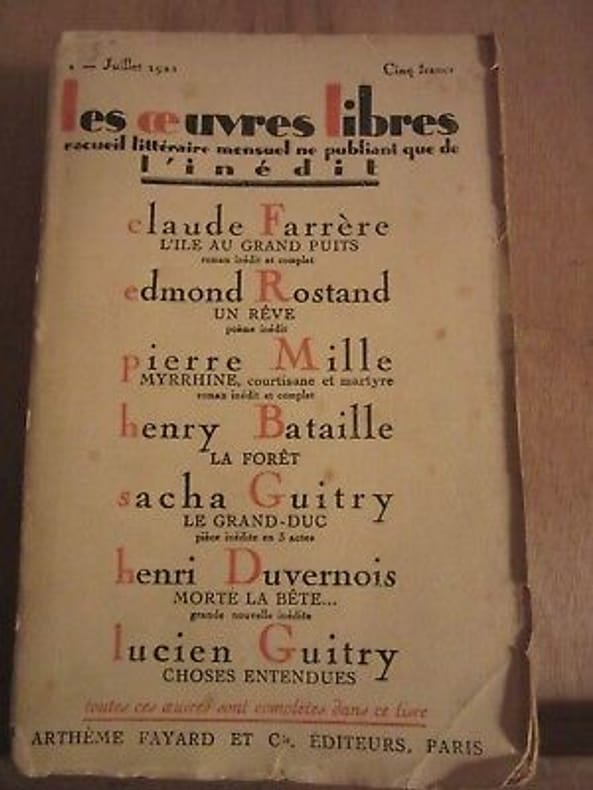 1 — Juillet 1921
Cinq francs
les œuvres libres
recueil littéraire mensuel ne publiant que de
l'inédit
claude Farrère
L'ILE AU GRAND PUITS
roman inédit et complet
edmond Rostand
UN RÊVE
poème inédit
pierre Mille
MYRRHINE, courtisane et martyre
roman inédit et complet
henry Bataille
LA FORÊT
sacha Guitry
LE GRAND-DUC
pièce inédite en 3 actes
henri Duvernois
MORTE LA BÊTE...
grande nouvelle inédite
lucien Guitry
CHOSES ENTENDUES
toutes ces œuvres sont complètes dans ce livre
ARTHÈME FAYARD ET Cie, ÉDITEURS, PARIS